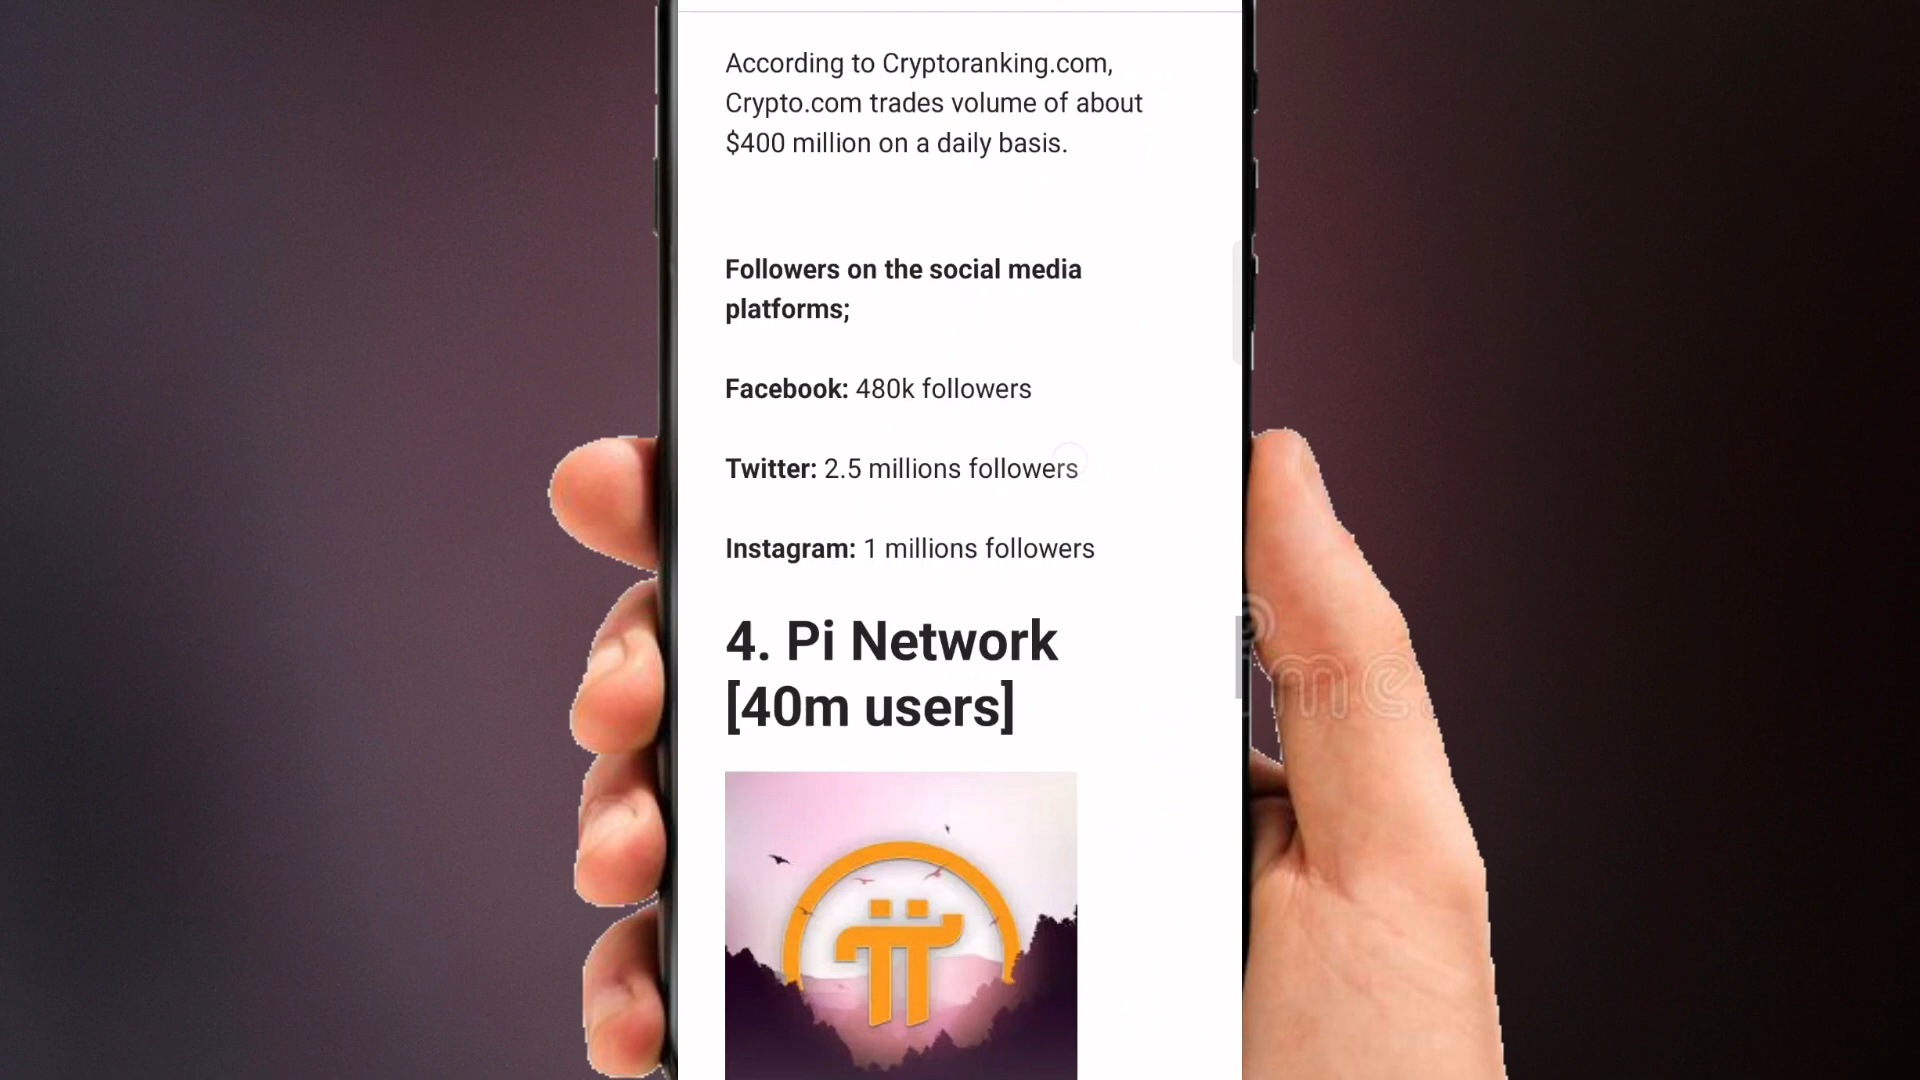 According to Cryptoranking.com,
Crypto.com trades volume of about
$400 million on a daily basis.
Followers on the social media
platforms;
Facebook: 480k followers
Twitter: 2.5 millions followers
Instagram: 1 millions followers
4. Pi Network
[40m users]